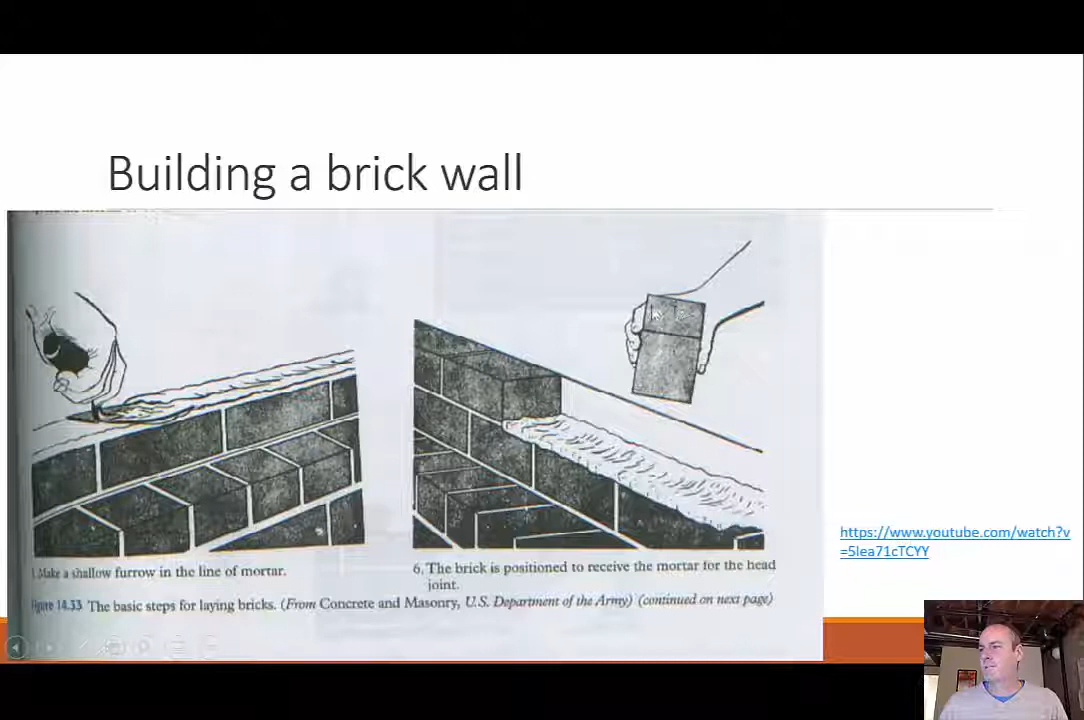 Building a brick wall
Make a shallow furrow in the line of mortar.
6. The brick is positioned to receive the mortar for the head
joint.
Figure 14.33 The basic steps for laying bricks. (From Concrete and Masonry, U.S. Department of the Army) (continued on next page)
https://www.youtube.com/watch?v
=5Iea71cTCYY